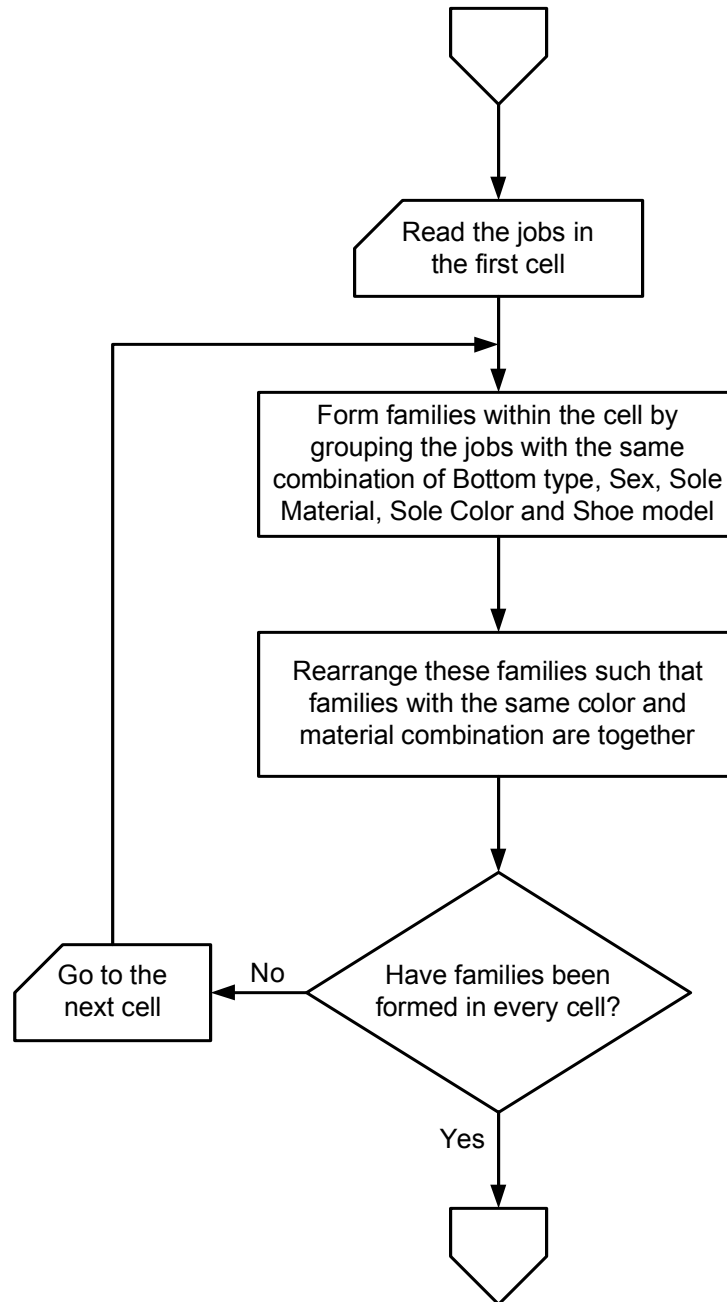 Read the jobs in
the first cell
Form families within the cell by
grouping the jobs with the same
combination of Bottom type, Sex, Sole
Material, Sole Color and Shoe model
Rearrange these families such that
families with the same color and
material combination are together
Go to the
next cell
No
Have families been
formed in every cell?
Yes